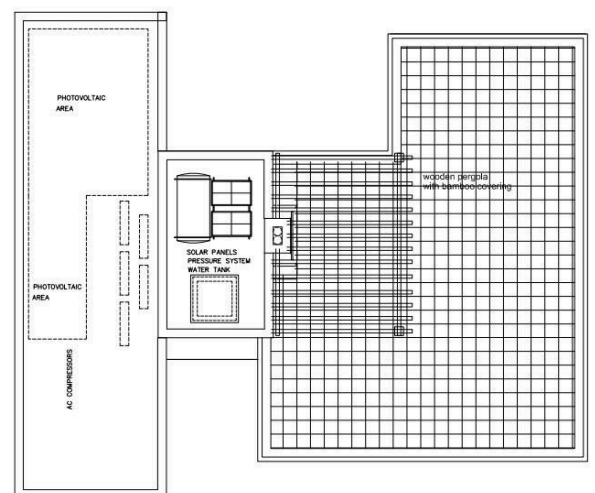 PHOTOVOLTAIC
AREA
wooden pergola
with bamboo covering
SOLAR PANELS
PRESSURE SYSTEM
WATER TANK
PHOTOVOLTAIC
AREA
AC COMPRESSORS